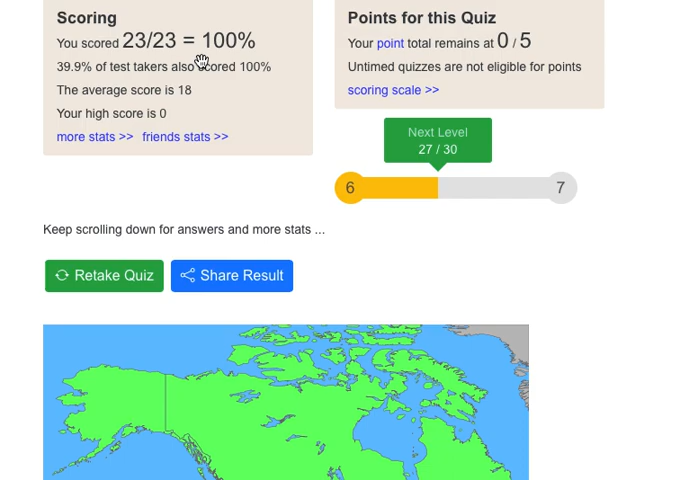 Scoring
You scored 23/23 = 100%
39.9% of test takers also scored 100%
The average score is 18
Your high score is 0
more stats >> friends stats >>
Points for this Quiz
Your point total remains at 0 / 5
Untimed quizzes are not eligible for points
scoring scale >>
Next Level
27 / 30
6
7
Keep scrolling down for answers and more stats ...
Retake Quiz
Share Result